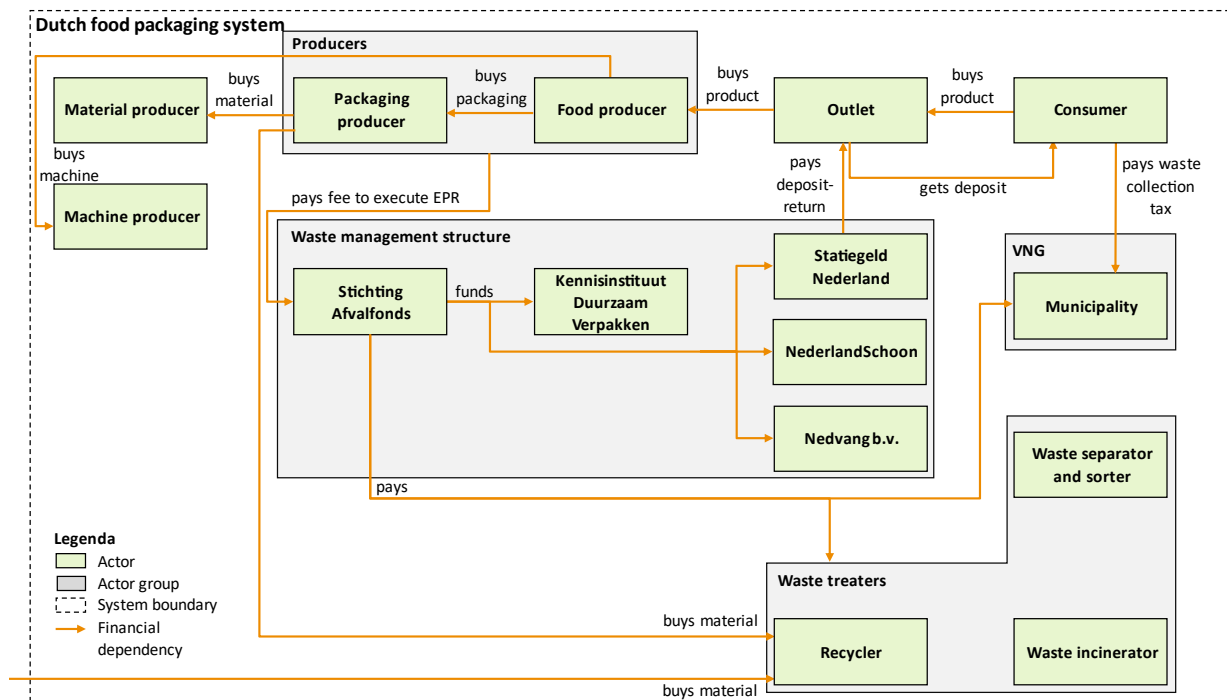 Dutch food packaging system
Producers
buys
material
buys
packaging
buys
product
buys
product
Material producer
Packaging
producer
Food producer
Outlet
Consumer
buys
machine
pays
deposit-
return
gets deposit
pays waste
collection
tax
Machine producer
pays fee to execute EPR
Waste management structure
Statiegeld
Nederland
VNG
Stichting
Afvalfonds
funds
Kennisinstituut
Duurzaam
Verpakken
Municipality
NederlandSchoon
Nedvang b.v.
Waste separator
and sorter
pays
Legenda
Actor
Actor group
System boundary
Financial
dependency
Waste treaters
buys material
Recycler
Waste incinerator
buys material